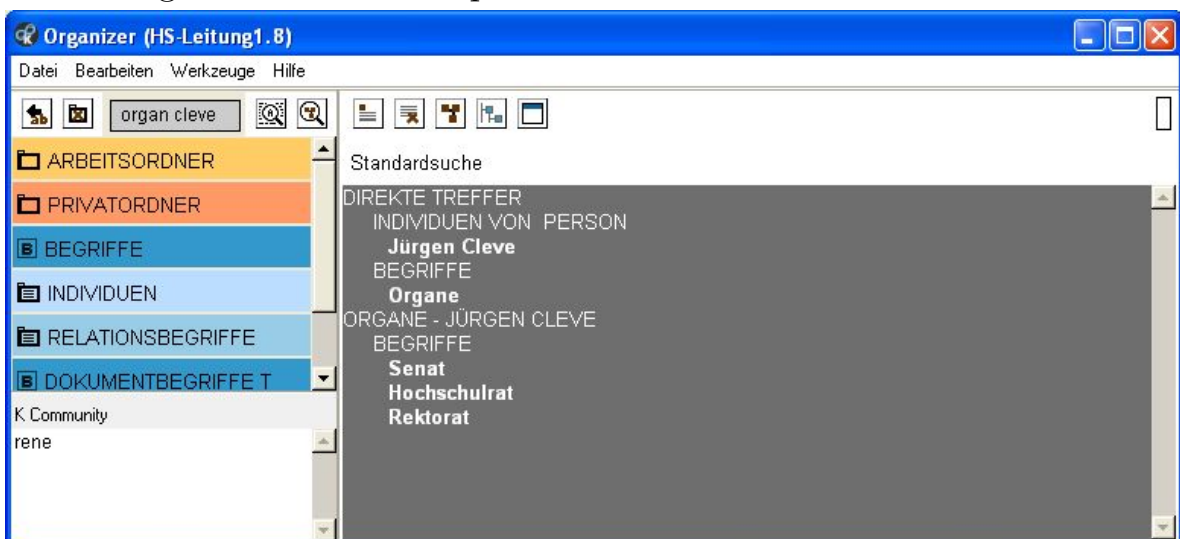 Organizer (HS-Leitung1.8)
Datei Bearbeiten Werkzeuge Hilfe
organ cleve
ARBEITSORDNER
PRIVATORDNER
BEGRIFFE
INDIVIDUEN
RELATIONSBEGRIFFE
DOKUMENTBEGRIFFE T
K Community
rene
Standardsuche
DIREKTE TREFFER
INDIVIDUEN VON PERSON
Jürgen Cleve
BEGRIFFE
Organe
ORGANE - JÜRGEN CLEVE
BEGRIFFE
Senat
Hochschulrat
Rektorat